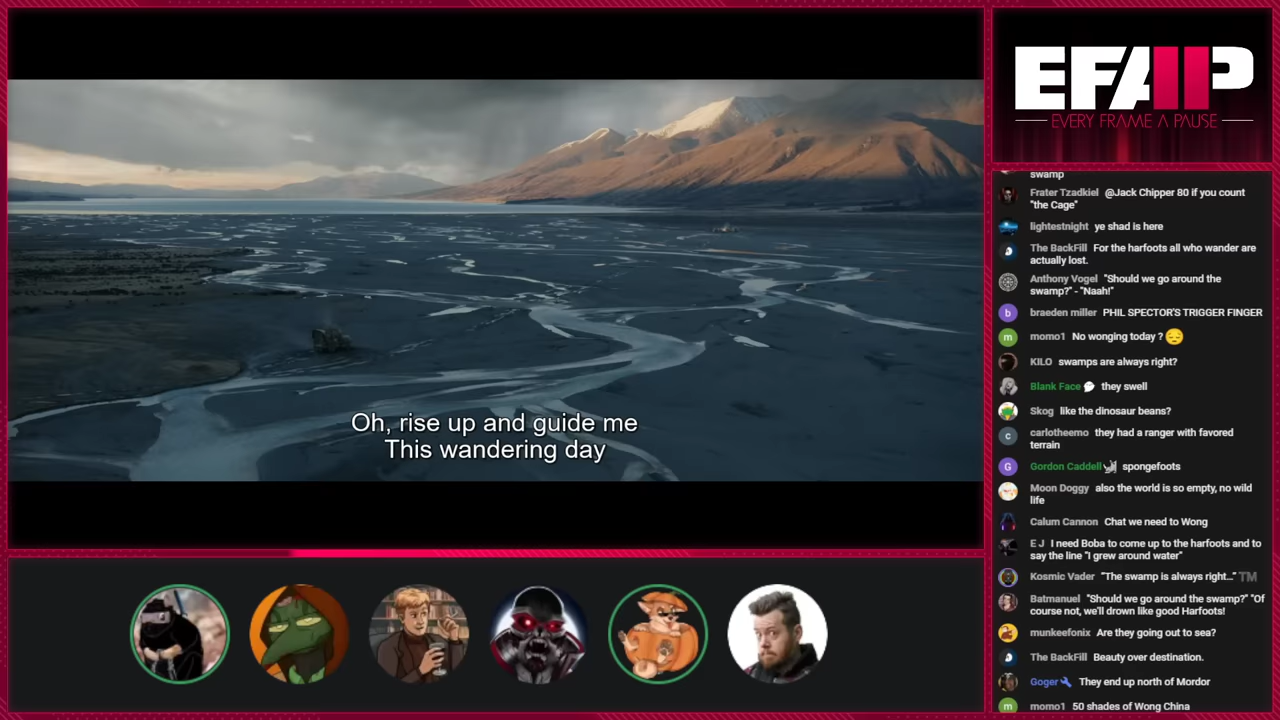 Oh, rise up and guide me
This wandering day
EFAP
EVERY FRAME A PAUSE
swamp
Frater Tzadkiel @Jack Chipper 80 if you count
"the Cage"
lightestnight ye shad is here
The BackFill For the harfoots all who wander are
actually lost.
Anthony Vogel "Should we go around the
swamp?" - "Naah!"
b
braeden miller PHIL SPECTOR'S TRIGGER FINGER
m
momo1 No wonging today ? 😔
KILO swamps are always right?
Blank Face they swell
Skog like the dinosaur beans?
c
carlotheemo they had a ranger with favored
terrain
G
Gordon Caddell spongefoots
Moon Doggy also the world is so empty, no wild
life
Calum Cannon Chat we need to Wong
E J I need Boba to come up to the harfoots and to
say the line "I grew around water"
Kosmic Vader "The swamp is always right..." ™
Batmanuel "Should we go around the swamp?" "Of
course not, we'll drown like good Harfoots!
munkeefonix Are they going out to sea?
The BackFill Beauty over destination.
Goger They end up north of Mordor
m
momo1 50 shades of Wong China